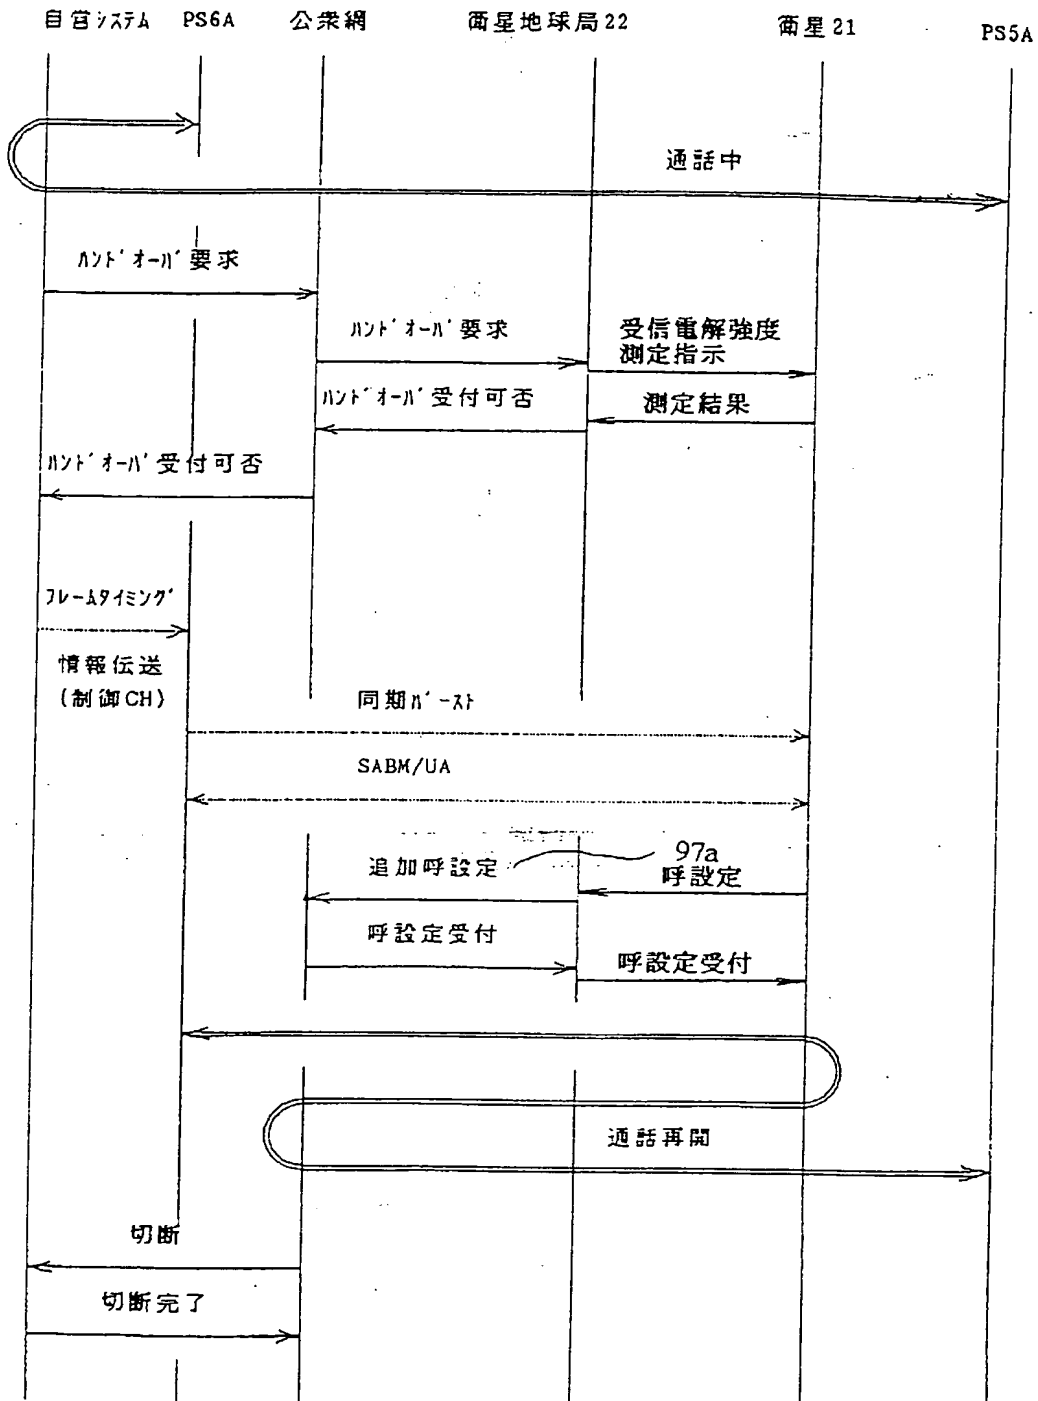 自営システム PS6A 公衆網 衛星地球局22 衛星21 PS5A
通話中
ハンドオーバ要求
ハンドオーバ要求
受信電解強度
測定指示
ハンドオーバ受付可否
測定結果
ハンドオーバ受付可否
フレームタイミング
情報伝送
(制御CH)
同期バースト
SABM/UA
97a
追加呼設定
呼設定
呼設定受付
呼設定受付
通話再開
切断
切断完了